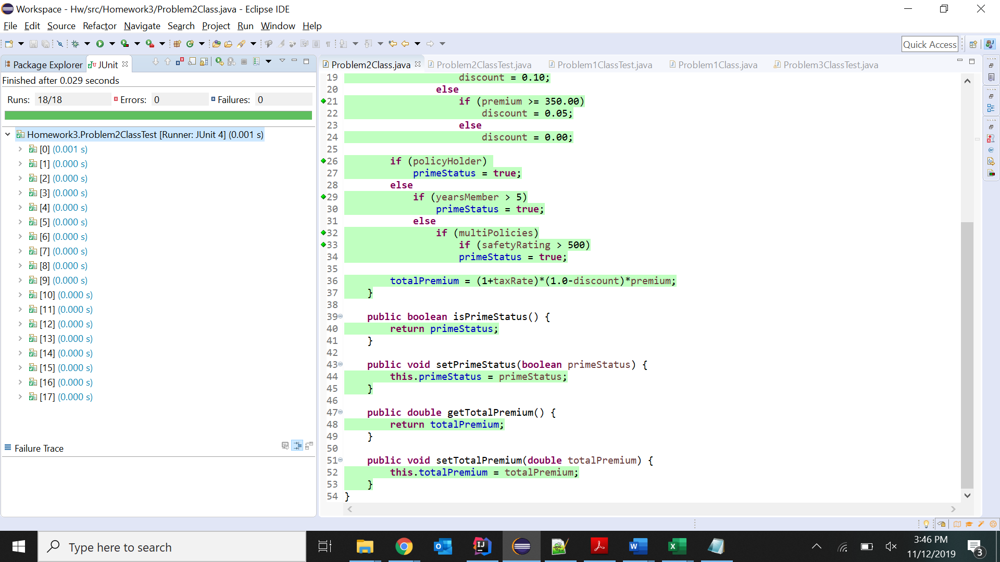 Workspace - Hw/src/Homework3/Problem2Class.java - Eclipse IDE
File Edit Source Refactor Navigate Search Project Run Window Help
Quick Access
Package Explorer JUnit
Finished after 0.029 seconds
Runs: 18/18 Errors: 0 Failures: 0
Homework3.Problem2ClassTest [Runner: JUnit 4] (0.001 s)
[0] (0.001 s)
[1] (0.000 s)
[2] (0.000 s)
[3] (0.000 s)
[4] (0.000 s)
[5] (0.000 s)
[6] (0.000 s)
[7] (0.000 s)
[8] (0.000 s)
[9] (0.000 s)
[10] (0.000 s)
[11] (0.000 s)
[12] (0.000 s)
[13] (0.000 s)
[14] (0.000 s)
[15] (0.000 s)
[16] (0.000 s)
[17] (0.000 s)
Failure Trace
Problem2Class.java Problem2ClassTest.java Problem1ClassTest.java Problem1Class.java Problem3ClassTest.java
19 discount = 0.10;
20 else
21 if (premium >= 350.00)
22 discount = 0.05;
23 else
24 discount = 0.00;
25
26 if (policyHolder)
27 primeStatus = true;
28 else
29 if (yearsMember > 5)
30 primeStatus = true;
31 else
32 if (multiPolicies)
33 if (safetyRating > 500)
34 primeStatus = true;
35
36 totalPremium = (1+taxRate)*(1.0-discount)*premium;
37 }
38
39 public boolean isPrimeStatus() {
40 return primeStatus;
41 }
42
43 public void setPrimeStatus(boolean primeStatus) {
44 this.primeStatus = primeStatus;
45 }
46
47 public double getTotalPremium() {
48 return totalPremium;
49 }
50
51 public void setTotalPremium(double totalPremium) {
52 this.totalPremium = totalPremium;
53 }
54 }
Type here to search
3:46 PM
11/12/2019
3